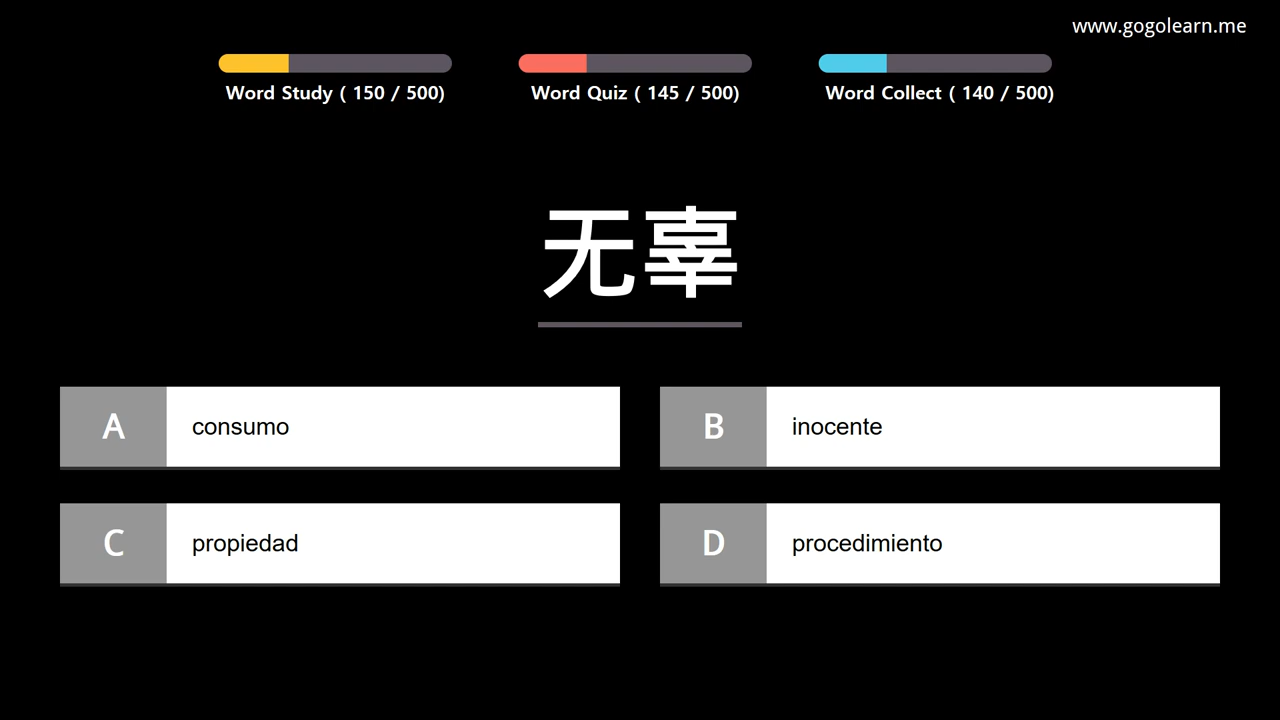 www.gogolearn.me
Word Study ( 150 / 500)
Word Quiz ( 145 / 500)
Word Collect ( 140 / 500)
无辜
A consumo
B inocente
C propiedad
D procedimiento